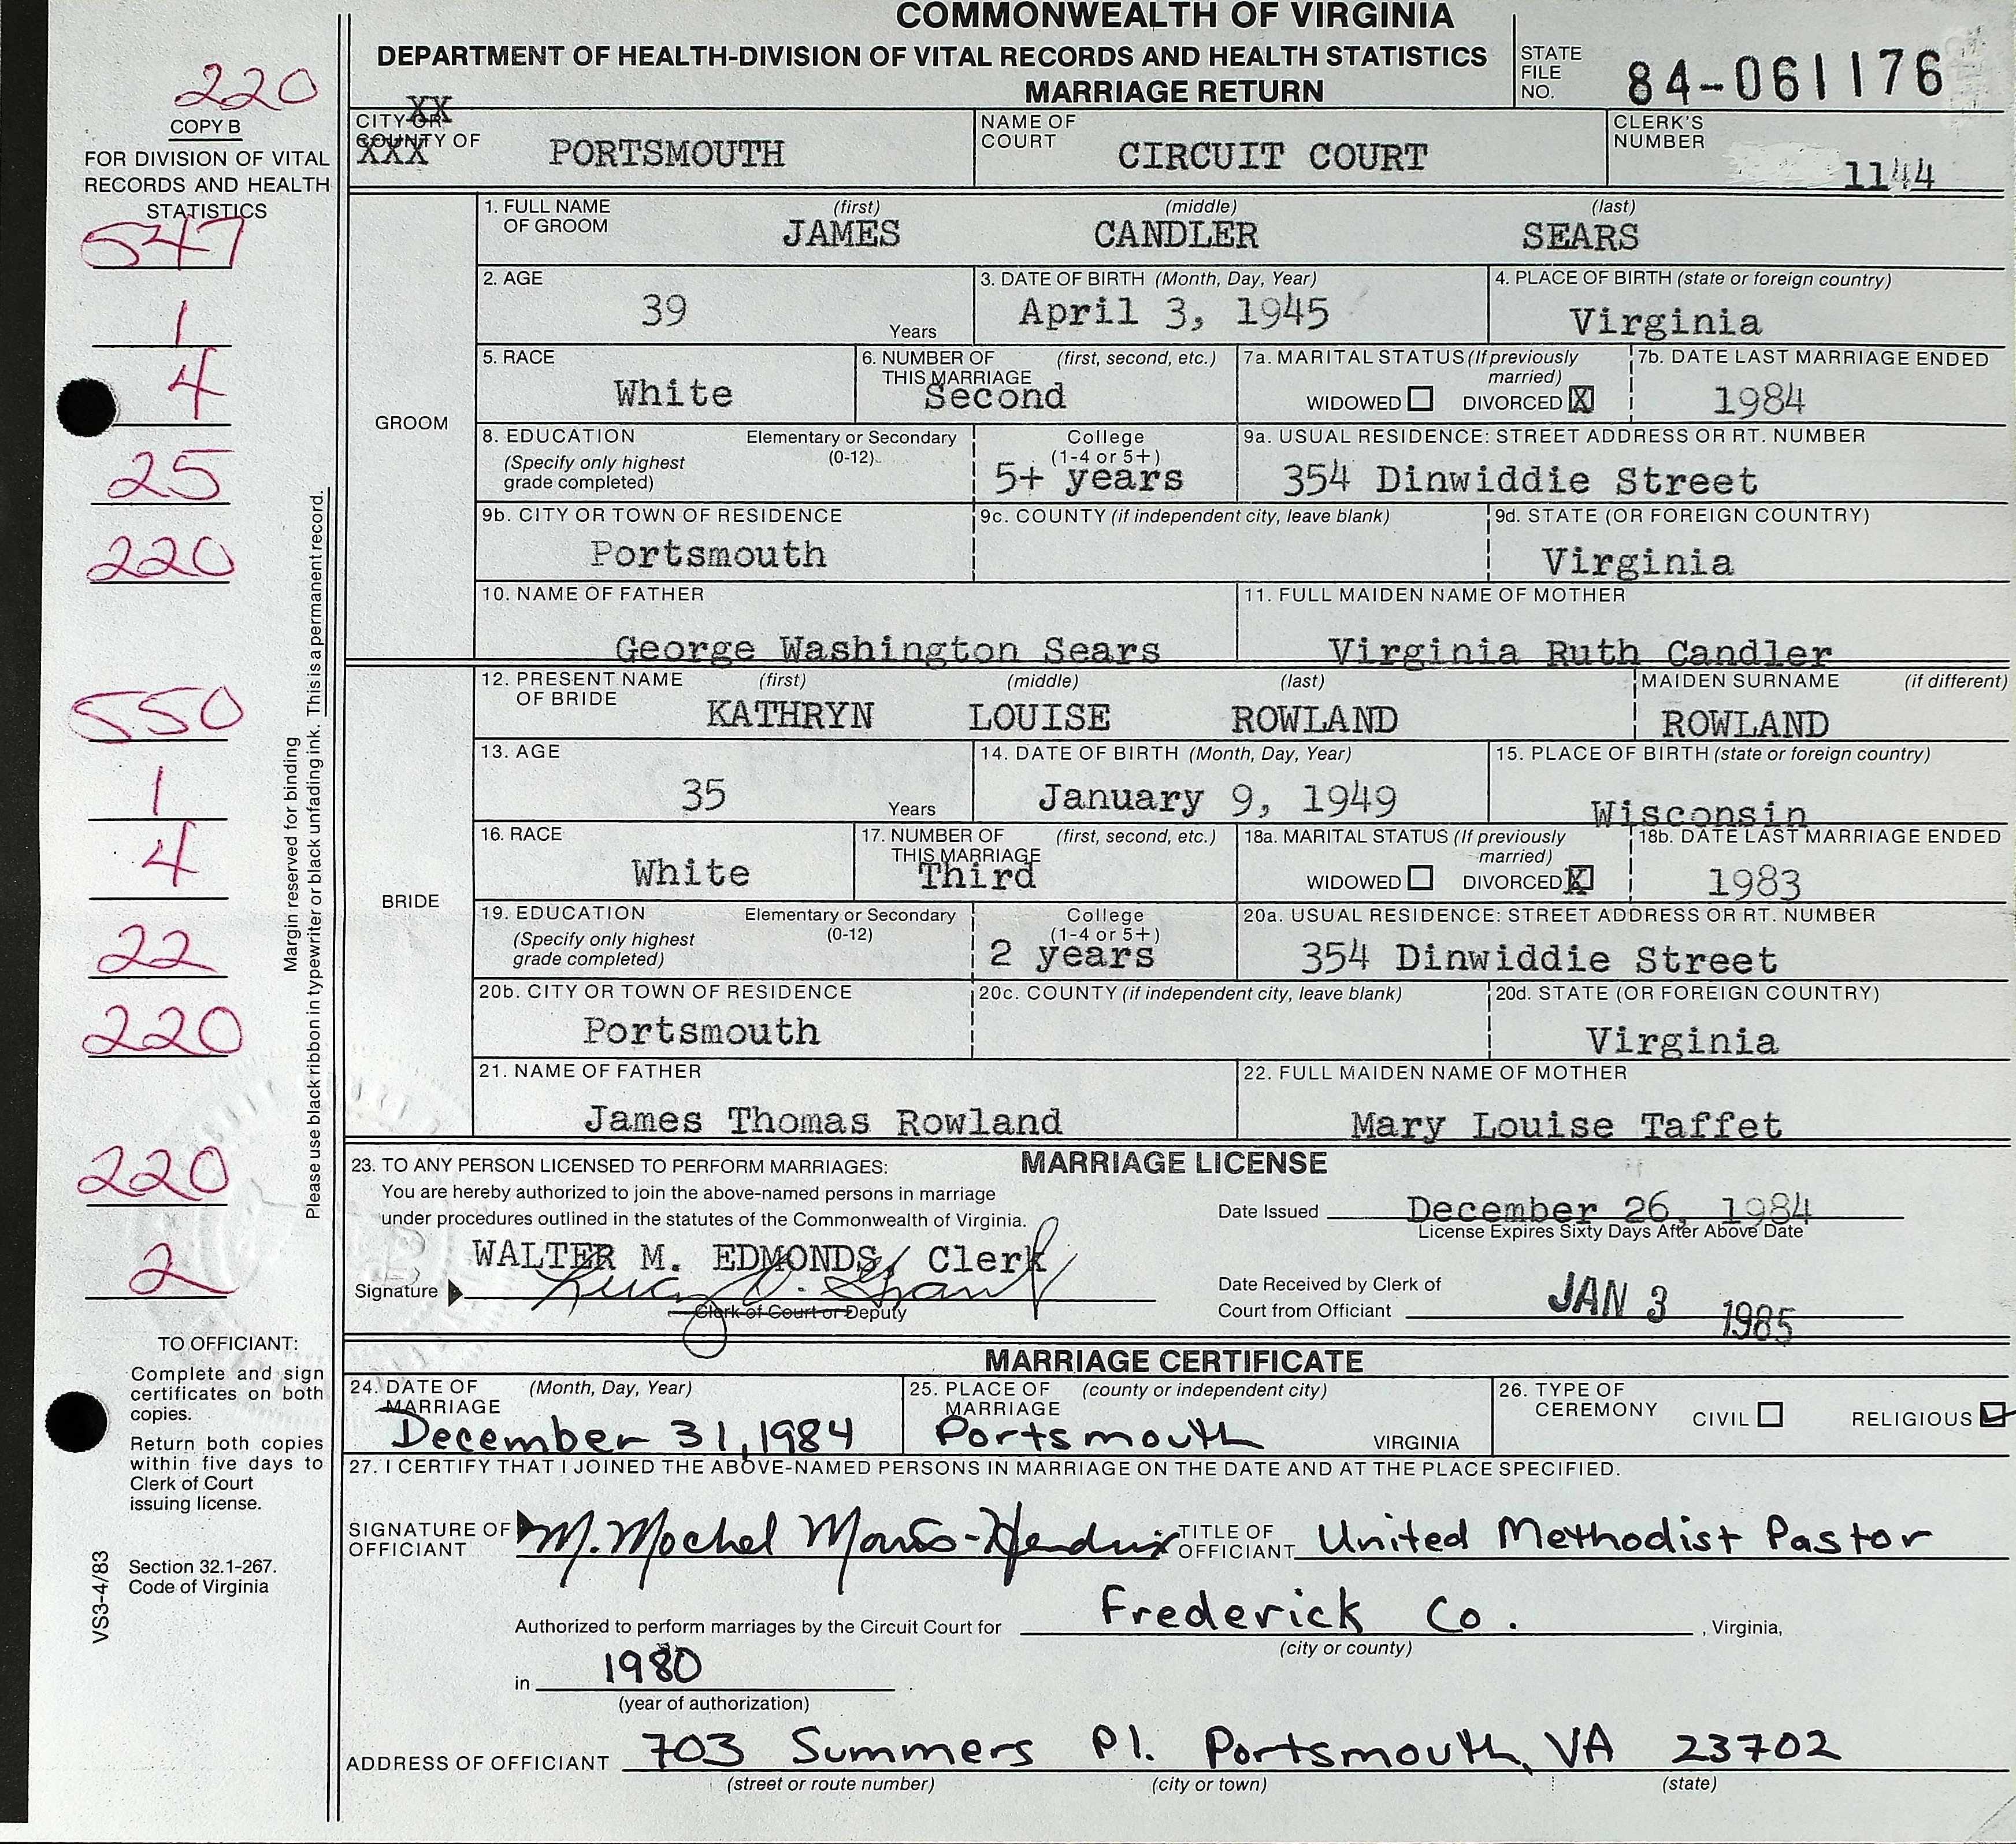 COMMONWEALTH OF VIRGINIA
DEPARTMENT OF HEALTH-DIVISION OF VITAL RECORDS AND HEALTH STATISTICS
MARRIAGE RETURN
STATE FILE NO. 84-061176
220
COPY B
FOR DIVISION OF VITAL
RECORDS AND HEALTH
STATISTICS
547
1
4
25
220
550
1
4
22
220
220
2
Margin reserved for binding
Please use black ribbon in typewriter or black unfading ink. This is a permanent record.
TO OFFICIANT:
Complete and sign
certificates on both
copies.
Return both copies
within five days to
Clerk of Court
issuing license.
Section 32.1-267.
Code of Virginia
VS3-4/83
XX
CITY OR
COUNTY OF XXX PORTSMOUTH
NAME OF COURT CIRCUIT COURT
CLERK'S NUMBER 1144
GROOM
1. FULL NAME OF GROOM (first) (middle) (last)
JAMES CANDLER SEARS
2. AGE 39 Years
3. DATE OF BIRTH (Month, Day, Year) April 3, 1945
4. PLACE OF BIRTH (state or foreign country) Virginia
5. RACE White
6. NUMBER OF THIS MARRIAGE (first, second, etc.) Second
7a. MARITAL STATUS (If previously married) WIDOWED DIVORCED X
7b. DATE LAST MARRIAGE ENDED 1984
8. EDUCATION (Specify only highest grade completed) Elementary or Secondary (0-12)
College (1-4 or 5+) 5+ years
9a. USUAL RESIDENCE: STREET ADDRESS OR RT. NUMBER 354 Dinwiddie Street
9b. CITY OR TOWN OF RESIDENCE Portsmouth
9c. COUNTY (if independent city, leave blank)
9d. STATE (OR FOREIGN COUNTRY) Virginia
10. NAME OF FATHER George Washington Sears
11. FULL MAIDEN NAME OF MOTHER Virginia Ruth Candler
BRIDE
12. PRESENT NAME OF BRIDE (first) (middle) (last)
KATHRYN LOUISE ROWLAND
MAIDEN SURNAME (if different) ROWLAND
13. AGE 35 Years
14. DATE OF BIRTH (Month, Day, Year) January 9, 1949
15. PLACE OF BIRTH (state or foreign country) Wisconsin
16. RACE White
17. NUMBER OF THIS MARRIAGE (first, second, etc.) Third
18a. MARITAL STATUS (If previously married) WIDOWED DIVORCED X
18b. DATE LAST MARRIAGE ENDED 1983
19. EDUCATION (Specify only highest grade completed) Elementary or Secondary (0-12)
College (1-4 or 5+) 2 years
20a. USUAL RESIDENCE: STREET ADDRESS OR RT. NUMBER 354 Dinwiddie Street
20b. CITY OR TOWN OF RESIDENCE Portsmouth
20c. COUNTY (if independent city, leave blank)
20d. STATE (OR FOREIGN COUNTRY) Virginia
21. NAME OF FATHER James Thomas Rowland
22. FULL MAIDEN NAME OF MOTHER Mary Louise Taffet
MARRIAGE LICENSE
23. TO ANY PERSON LICENSED TO PERFORM MARRIAGES:
You are hereby authorized to join the above-named persons in marriage
under procedures outlined in the statutes of the Commonwealth of Virginia.
WALTER M. EDMONDS, Clerk
Signature
Clerk of Court or Deputy
Date Issued December 26, 1984
License Expires Sixty Days After Above Date
Date Received by Clerk of
Court from Officiant JAN 3 1985
MARRIAGE CERTIFICATE
24. DATE OF MARRIAGE (Month, Day, Year) December 31, 1984
25. PLACE OF MARRIAGE (county or independent city) Portsmouth VIRGINIA
26. TYPE OF CEREMONY CIVIL RELIGIOUS
27. I CERTIFY THAT I JOINED THE ABOVE-NAMED PERSONS IN MARRIAGE ON THE DATE AND AT THE PLACE SPECIFIED.
SIGNATURE OF OFFICIANT M.
TITLE OF OFFICIANT United Methodist Pastor
Authorized to perform marriages by the Circuit Court for Frederick Co. , Virginia,
(city or county)
in 1980
(year of authorization)
ADDRESS OF OFFICIANT 703 Summers Pl. Portsmouth, VA 23702
(street or route number) (city or town) (state)